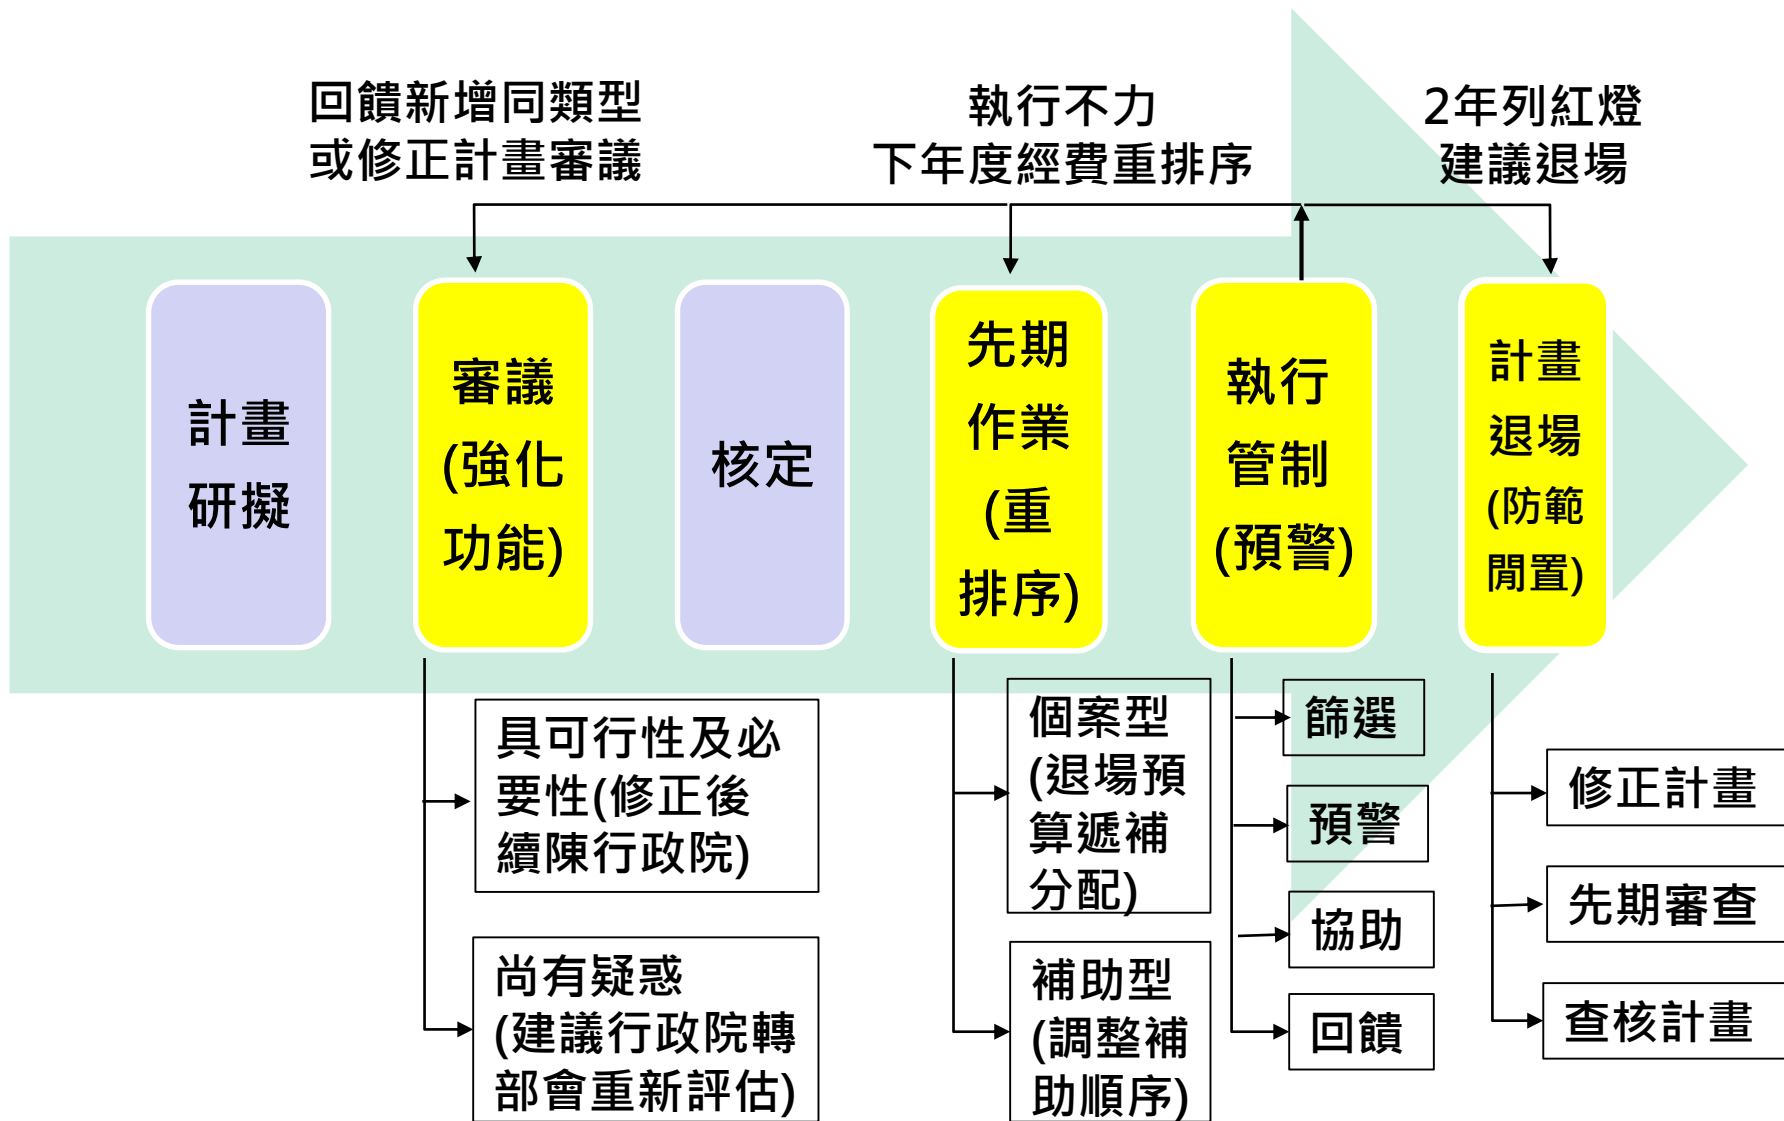 回饋新增同類型
或修正計畫審議
執行不力
下年度經費重排序
2年列紅燈
建議退場
計畫
研擬
審議
(強化
功能)
核定
先期
作業
(重
排序)
執行
管制
(預警)
計畫
退場
(防範
閒置)
具可行性及必
要性(修正後
續陳行政院)
尚有疑惑
(建議行政院轉
部會重新評估)
個案型
(退場預
算遞補
分配)
補助型
(調整補
助順序)
篩選
預警
協助
回饋
修正計畫
先期審查
查核計畫